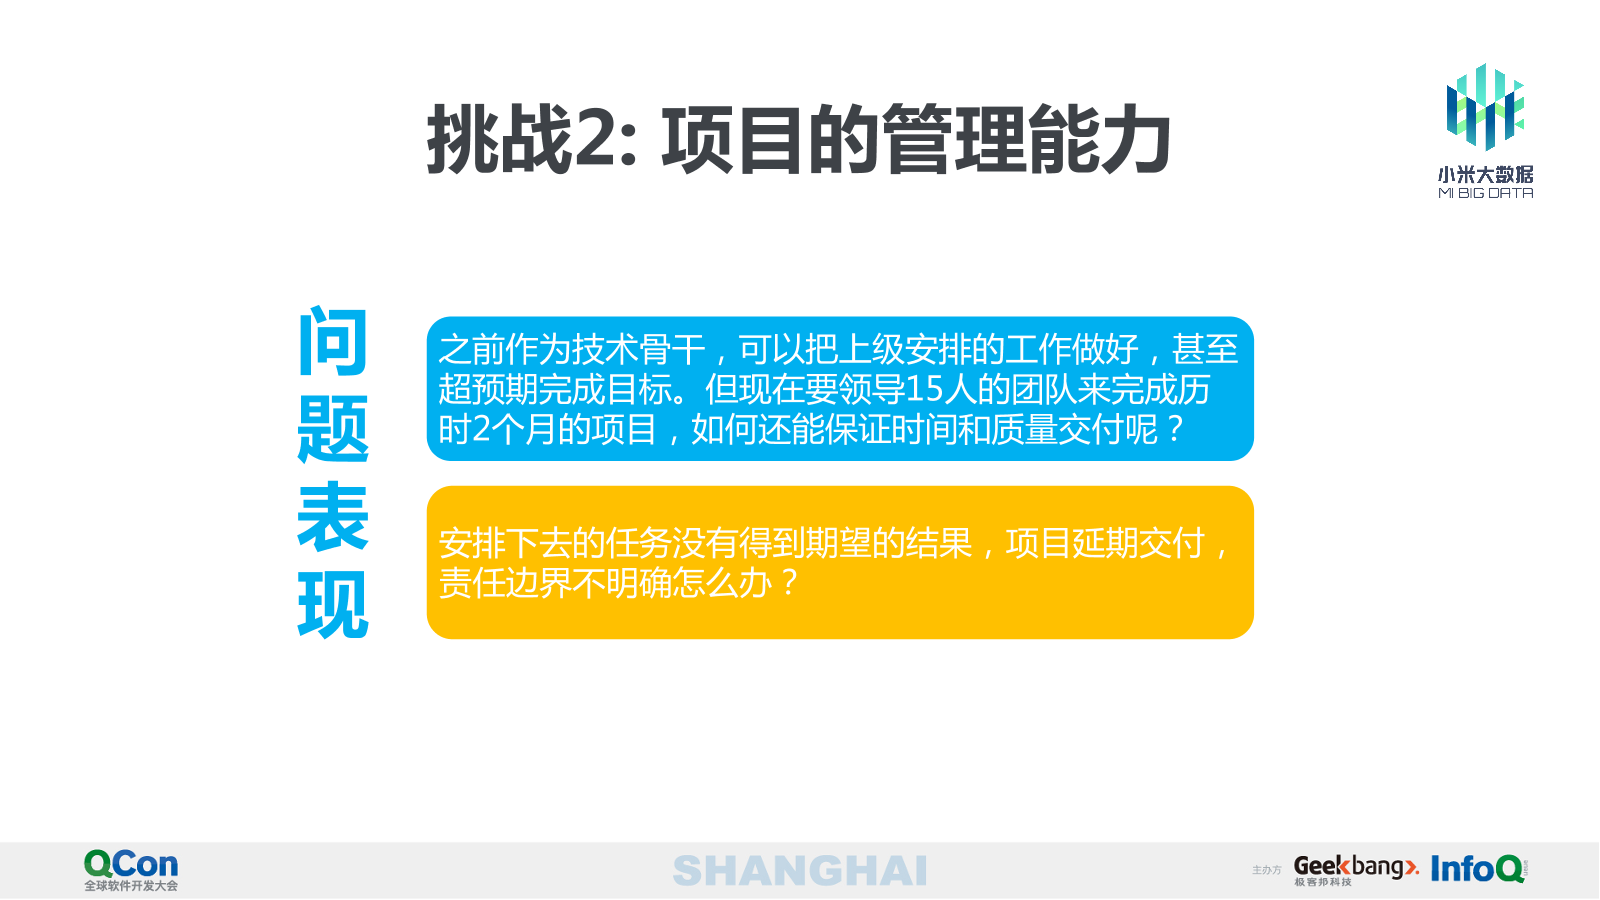 挑战2: 项目的管理能力
小米大数据
MI BIG DATA
问
题
表
现
之前作为技术骨干，可以把上级安排的工作做好，甚至
超预期完成目标。但现在要领导15人的团队来完成历
时2个月的项目，如何还能保证时间和质量交付呢？
安排下去的任务没有得到期望的结果，项目延期交付，
责任边界不明确怎么办？
QCon
全球软件开发大会
SHANGHAI
主办方
Geekbang
极客邦科技
InfoQ